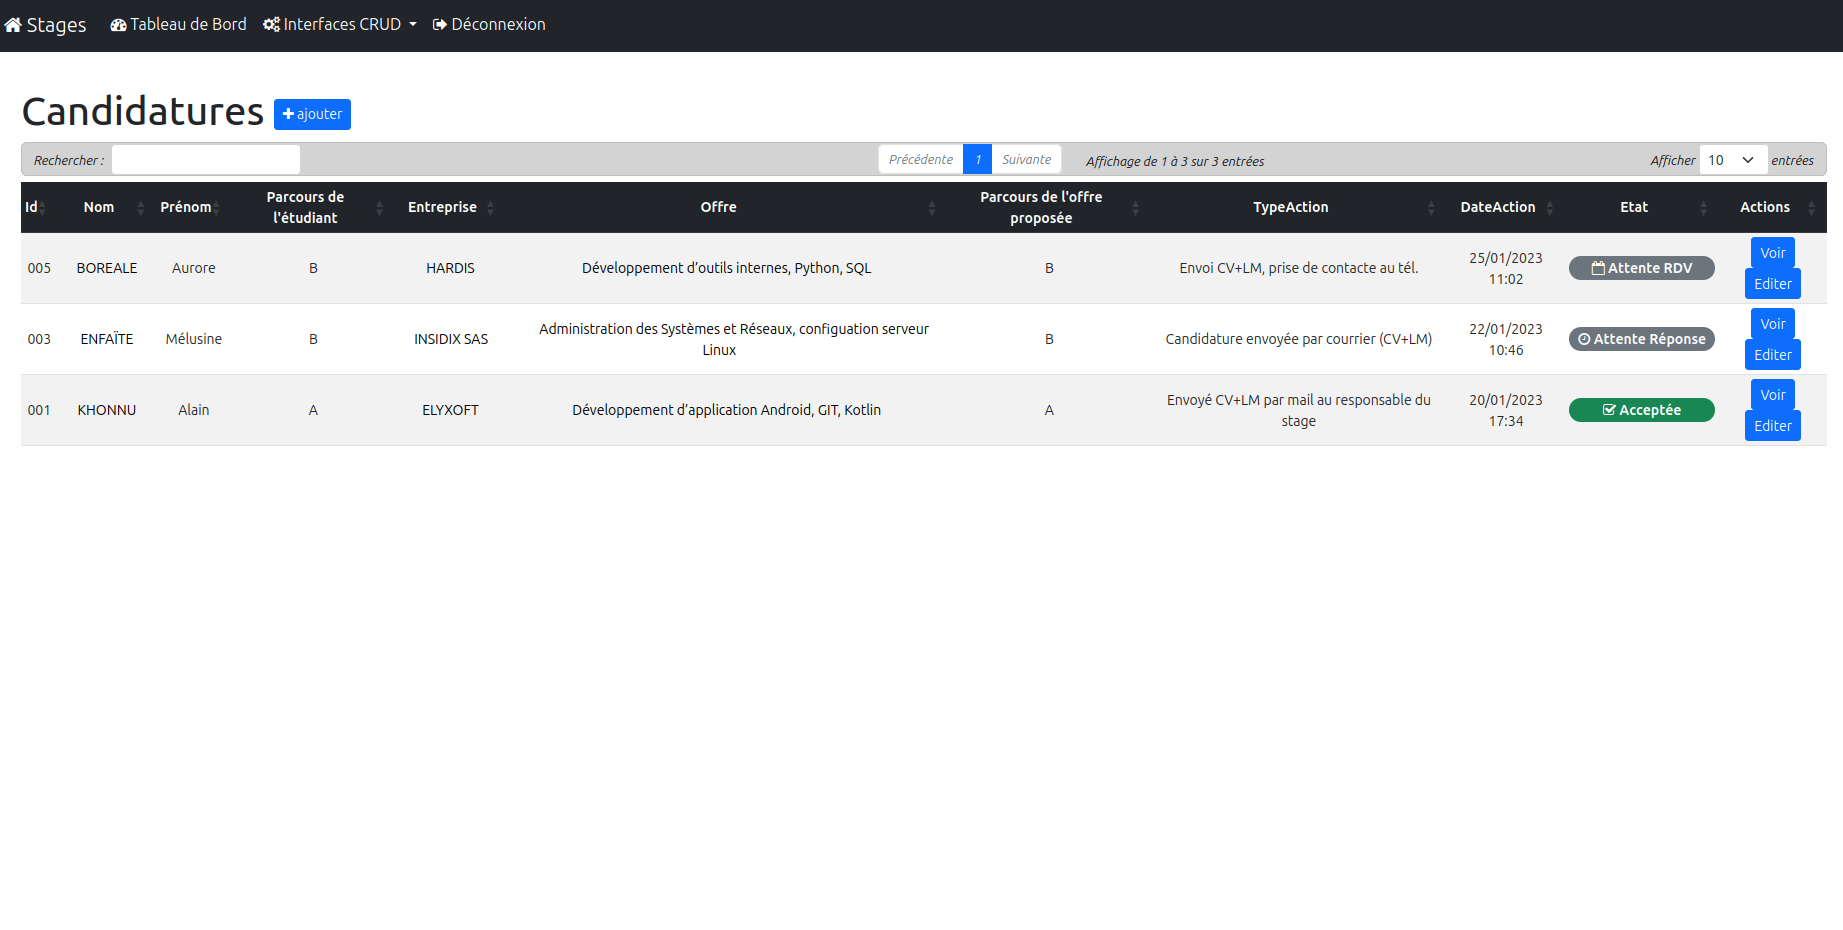 Stages Tableau de Bord Interfaces CRUD Déconnexion
Candidatures ajouter
Rechercher : Précédente 1 Suivante Affichage de 1 à 3 sur 3 entrées Afficher 10 entrées
Id Nom Prénom Parcours de l'étudiant Entreprise Offre Parcours de l'offre proposée TypeAction DateAction Etat Actions
005 BOREALE Aurore B HARDIS Développement d’outils internes, Python, SQL B Envoi CV+LM, prise de contacte au tél. 25/01/2023 11:02 Attente RDV Voir Editer
003 ENFAÏTE Mélusine B INSIDIX SAS Administration des Systèmes et Réseaux, configuation serveur Linux B Candidature envoyée par courrier (CV+LM) 22/01/2023 10:46 Attente Réponse Voir Editer
001 KHONNU Alain A ELYXOFT Développement d’application Android, GIT, Kotlin A Envoyé CV+LM par mail au responsable du stage 20/01/2023 17:34 Acceptée Voir Editer